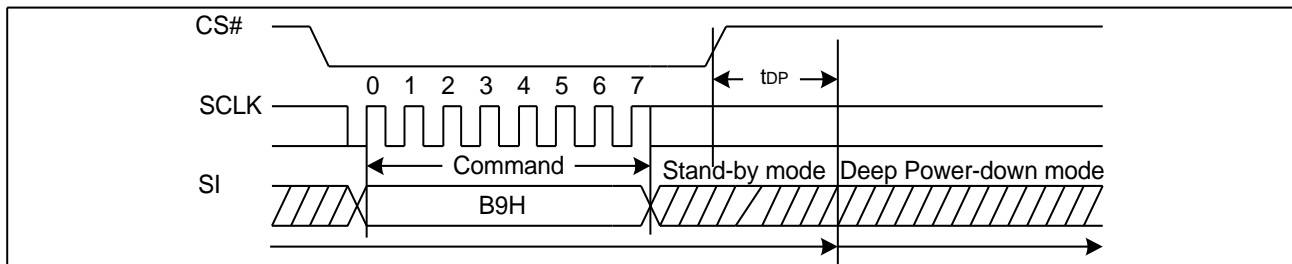 CS#
tDP
0 1 2 3 4 5 6 7
SCLK
Command
Stand-by mode Deep Power-down mode
SI
B9H